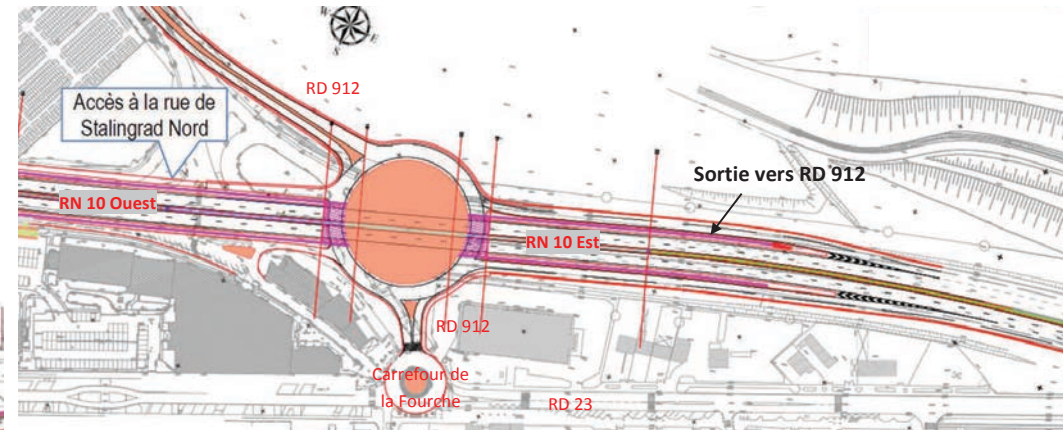 W
E
S
RD 912
Accès à la rue de
Stalingrad Nord
Sortie vers RD 912
RN 10 Ouest
RN 10 Est
RD 912
Carrefour de
la Fourche
RD 23